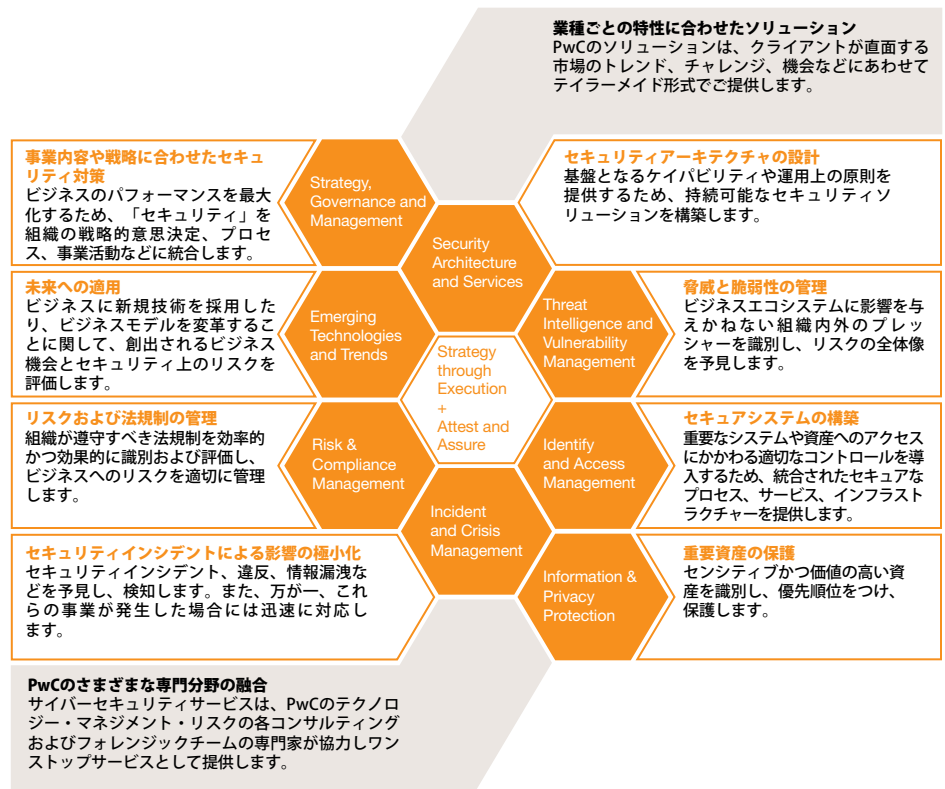 業種ごとの特性に合わせたソリューション
PwCのソリューションは、クライアントが直面する
市場のトレンド、チャレンジ、機会などにあわせて
テイラーメイド形式でご提供します。
事業内容や戦略に合わせたセキュ
リティ対策
ビジネスのパフォーマンスを最大
化するため、「セキュリティ」を
組織の戦略的意思決定、プロセ
ス、事業活動などに統合します。
Strategy,
Governance and
Management
セキュリティアーキテクチャの設計
基盤となるケイパビリティや運用上の原則を
提供するため、持続可能なセキュリティソ
リューションを構築します。
Security
Architecture
and Services
未来への適用
ビジネスに新規技術を採用した
り、ビジネスモデルを変革するこ
とに関して、創出されるビジネス
機会とセキュリティ上のリスクを
評価します。
Emerging
Technologies
and Trends
Threat
Intelligence and
Vulnerability
Management
脅威と脆弱性の管理
ビジネスエコシステムに影響を与
えかねない組織内外のプレッ
シャーを識別し、リスクの全体像
を予見します。
Strategy
through
Execution
+
Attest and
Assure
リスクおよび法規制の管理
組織が遵守すべき法規制を効率的
かつ効果的に識別および評価し、
ビジネスへのリスクを適切に管理
します。
Risk &
Compliance
Management
Identify
and Access
Management
セキュアシステムの構築
重要なシステムや資産へのアクセス
にかかわる適切なコントロールを導
入するため、統合されたセキュアな
プロセス、サービス、インフラスト
ラクチャーを提供します。
Incident
and Crisis
Management
セキュリティインシデントによる影響の極小化
セキュリティインシデント、違反、情報漏洩な
どを予見し、検知します。また、万が一、これ
らの事業が発生した場合には迅速に対応し
ます。
Information &
Privacy
Protection
重要資産の保護
センシティブかつ価値の高い資
産を識別し、優先順位をつけ、
保護します。
PwCのさまざまな専門分野の融合
サイバーセキュリティサービスは、PwCのテクノロ
ジー・マネジメント・リスクの各コンサルティング
およびフォレンジックチームの専門家が協力しワン
ストップサービスとして提供します。